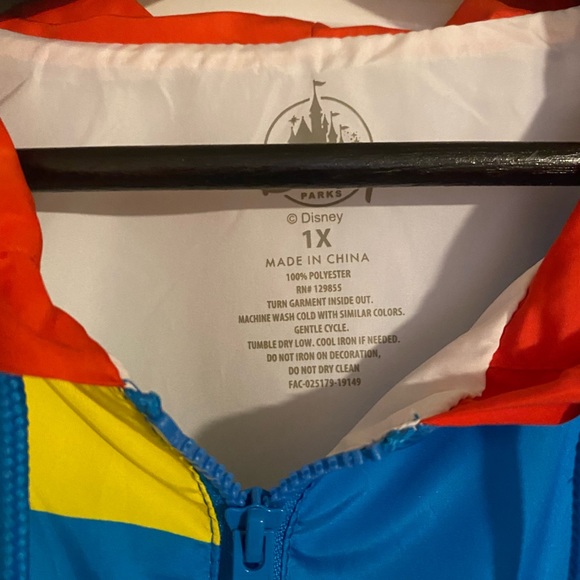 PARKS
© Disney
1X
MADE IN CHINA
100% POLYESTER
RN# 129855
TURN GARMENT INSIDE OUT.
MACHINE WASH COLD WITH SIMILAR COLORS.
GENTLE CYCLE.
TUMBLE DRY LOW. COOL IRON IF NEEDED.
DO NOT IRON ON DECORATION,
DO NOT DRY CLEAN
FAC-025179-19149